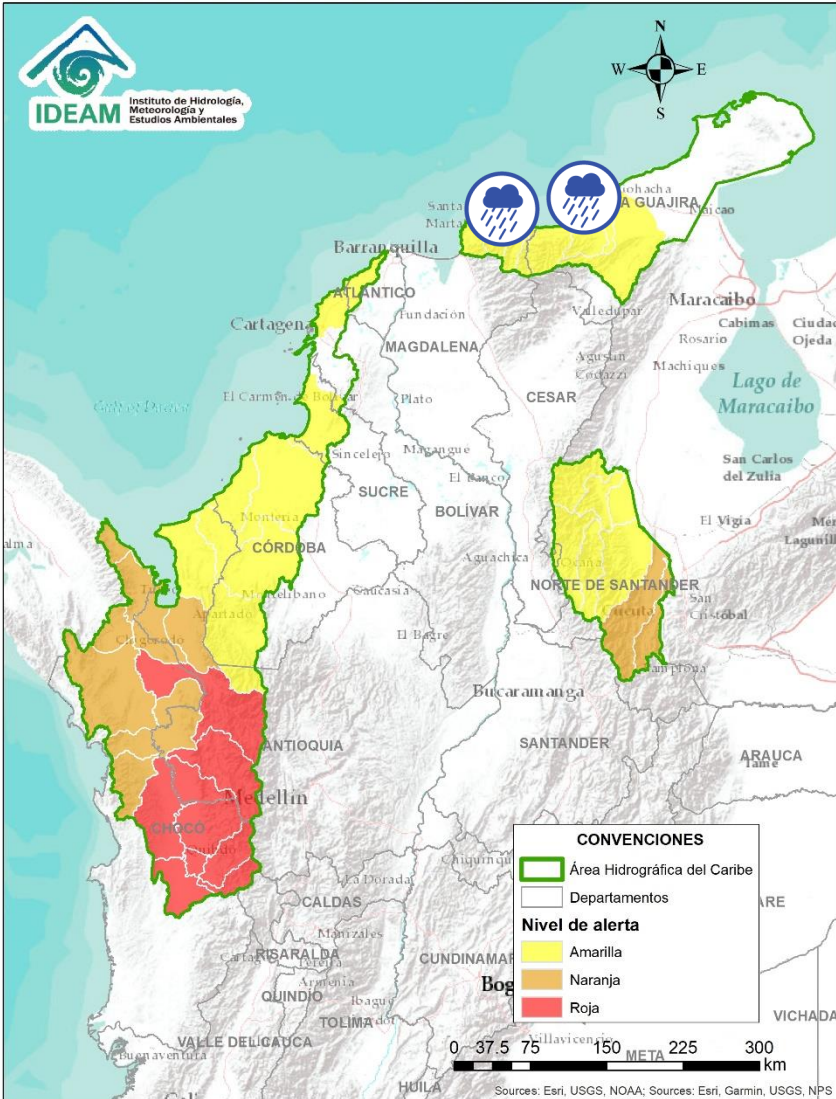 IDEAM
Instituto de Hidrología,
Meteorología y
Estudios Ambientales
N
W E
S
Santa
Marta
LA GUAJIRA
Maicao
Barranquilla
Maracaibo
ATLÁNTICO
Cabimas
Ciudad
Ojeda
Fundación
Valledupar
Cartagena
Rosario
MAGDALENA
Agustín
Codazzi
Machiques
Lago de
Maracaibo
El Carmen de Bolívar
Plato
CESAR
Sincelejo
Magangue
San Carlos
del Zulia
El Banco
SUCRE
BOLÍVAR
Montería
El Vigía
CÓRDOBA
Aguachica
Ocaña
NORTE DE SANTANDER
San
Cristóbal
Montelibano
Caucasia
Cúcuta
Apartadó
El Bagre
Chigorodó
Pamplona
Bucaramanga
ANTIOQUIA
SANTANDER
ARAUCA
Tame
Medellín
CHOCÓ
Quibdó
La Dorada
CALDAS
Manizales
RISARALDA
Pereira
Armenia
QUINDÍO
Ibagué
TOLIMA
VALLE DEL CAUCA
Buenaventura
Villavicencio
META
VICHADA
HUILA
CONVENCIONES
Área Hidrográfica del Caribe
Departamentos
Nivel de alerta
Amarilla
Naranja
Roja
0 37.5 75 150 225 300
km
Sources: Esri, USGS, NOAA; Sources: Esri, Garmin, USGS, NPS